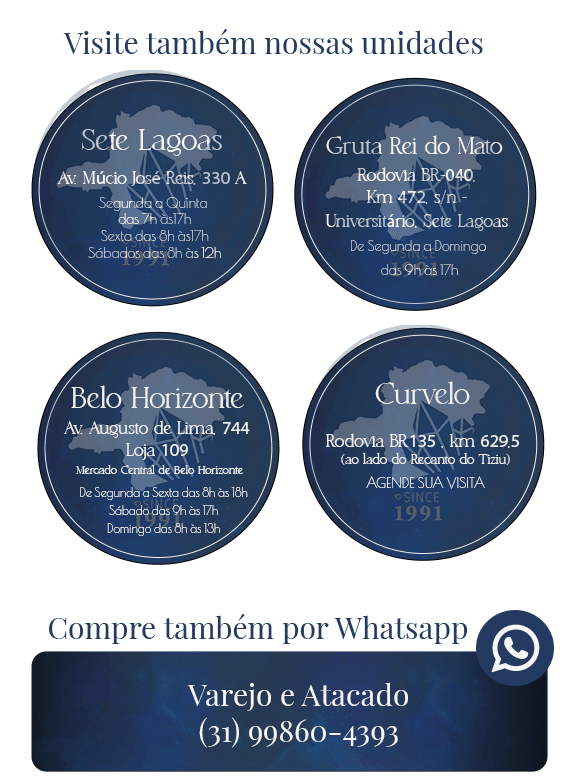 Visite também nossas unidades
Sete Lagoas
Av. Múcio José Reis, 330 A
Segunda a Quinta
das 7h às17h
Sexta das 8h às17h
Sábados das 8h às 12h
SINCE
1991
Gruta Rei do Mato
Rodovia BR-040,
Km 472, s/n -
Universitário, Sete Lagoas
De Segunda a Domingo
SINCE
das 9h às 17h
1991
Belo Horizonte
Av. Augusto de Lima, 744
Loja 109
Mercado Central de Belo Horizonte
De Segunda a Sexta das 8h às 18h
SINCE
Sábado das 9h às 17h
1991
Domingo das 8h às 13h
Curvelo
Rodovia BR135 , km 629,5
(ao lado do Recanto do Tiziu)
AGENDE SUA VISITA
SINCE
1991
Compre também por Whatsapp
Varejo e Atacado
(31) 99860-4393